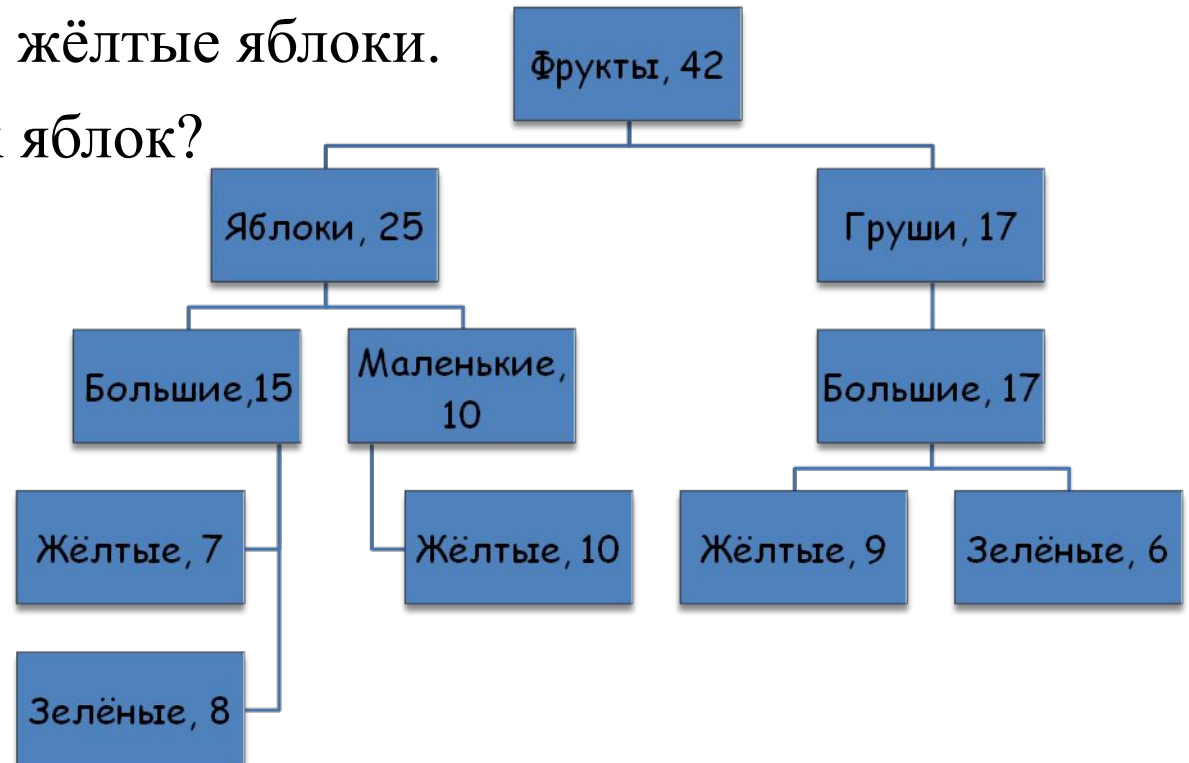 жёлтые яблоки.
яблок?
Фрукты, 42
Яблоки, 25
Груши, 17
Большие,15
Маленькие,
10
Большие, 17
Жёлтые, 7
Жёлтые, 10
Жёлтые, 9
Зелёные, 6
Зелёные, 8